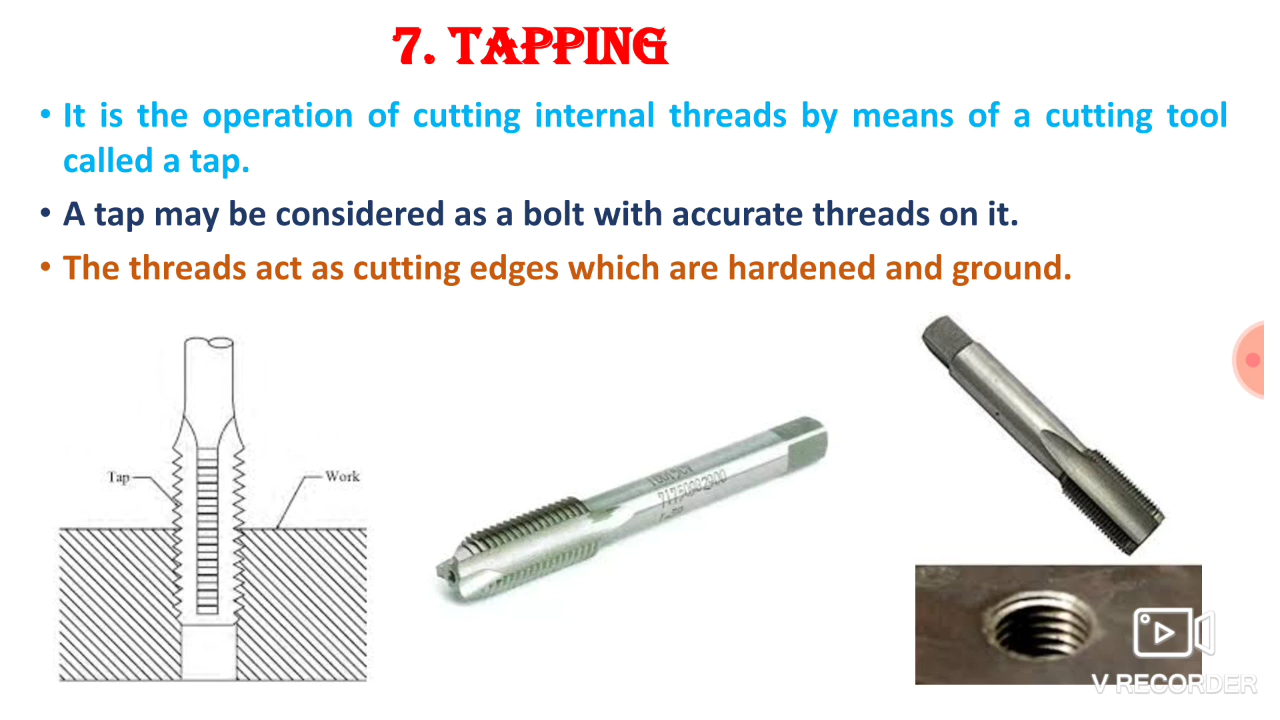 7. TAPPING
• It is the operation of cutting internal threads by means of a cutting tool
called a tap.
• A tap may be considered as a bolt with accurate threads on it.
• The threads act as cutting edges which are hardened and ground.
Tap
Work
V RECORDER